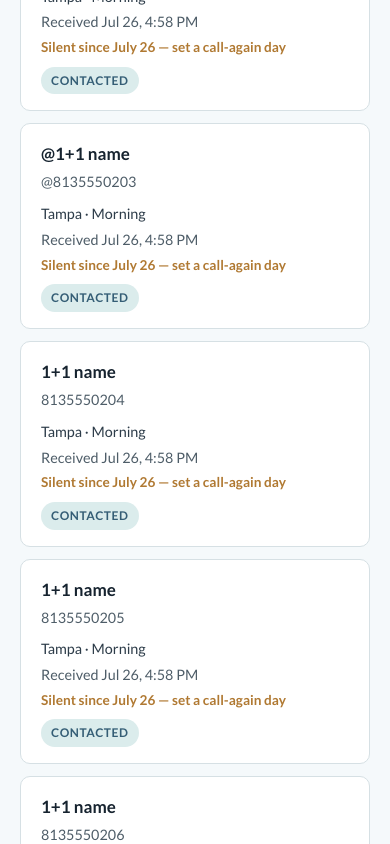 Tampa · Morning
Received Jul 26, 4:58 PM
Silent since July 26 — set a call-again day
CONTACTED
@1+1 name
@8135550203
Tampa · Morning
Received Jul 26, 4:58 PM
Silent since July 26 — set a call-again day
CONTACTED
1+1 name
8135550204
Tampa · Morning
Received Jul 26, 4:58 PM
Silent since July 26 — set a call-again day
CONTACTED
1+1 name
8135550205
Tampa · Morning
Received Jul 26, 4:58 PM
Silent since July 26 — set a call-again day
CONTACTED
1+1 name
8135550206